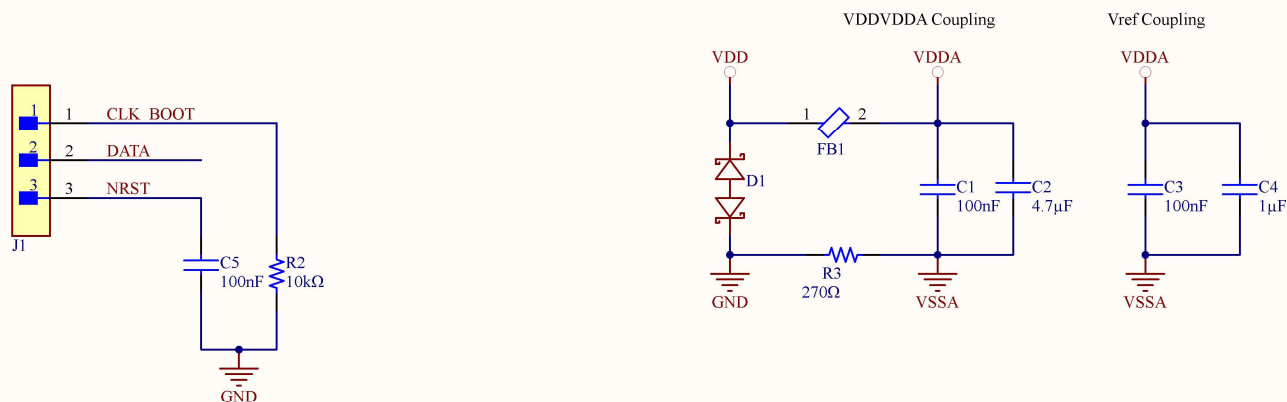 VDDVDDA Coupling
Vref Coupling
VDD
VDDA
VDDA
1
1
CLK_BOOT
1
2
2
2
DATA
FB1
3
3
NRST
D1
C1
100nF
C2
4.7µF
C3
100nF
C4
1µF
J1
C5
100nF
R2
10kΩ
R3
270Ω
GND
VSSA
VSSA
GND